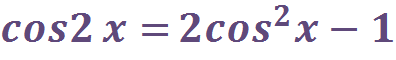 cos2 x = 2cos²x − 1